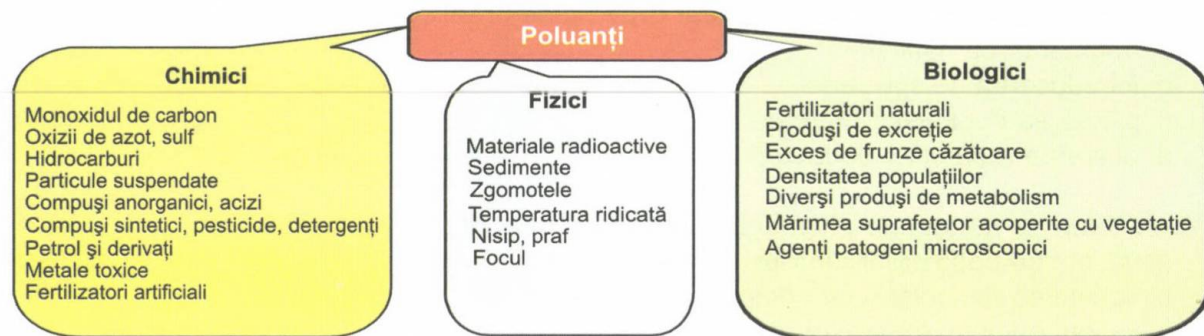 Poluanți
Chimici
Monoxidul de carbon
Oxizii de azot, sulf
Hidrocarburi
Particule suspendate
Compuşi anorganici, acizi
Compuşi sintetici, pesticide, detergenți
Petrol şi derivați
Metale toxice
Fertilizatori artificiali
Fizici
Materiale radioactive
Sedimente
Zgomotele
Temperatura ridicată
Nisip, praf
Focul
Biologici
Fertilizatori naturali
Produşi de excreție
Exces de frunze căzătoare
Densitatea populațiilor
Diverşi produşi de metabolism
Mărimea suprafețelor acoperite cu vegetație
Agenți patogeni microscopici